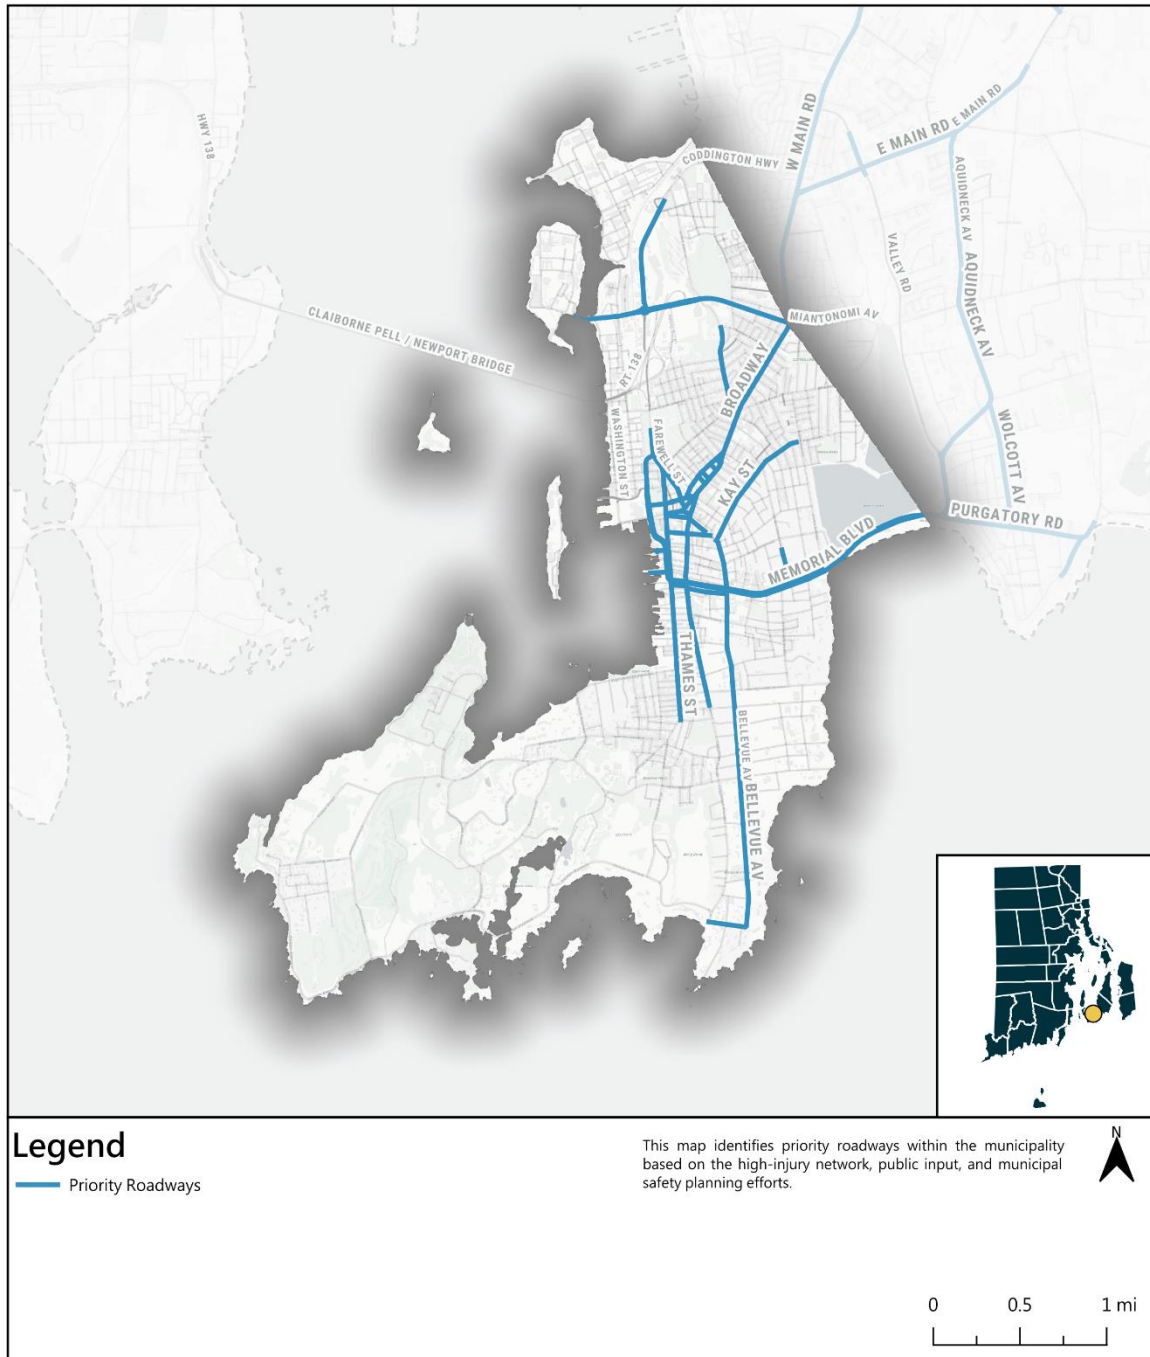 HWY 138
CODDINGTON HWY
W MAIN RD
E MAIN RD
E MAIN RD
AQUIDNECK AV
AQUIDNECK AV
VALLEY RD
MIANTONOMI AV
CLAIBORNE PELL / NEWPORT BRIDGE
RT 138
BROADWAY
WASHINGTON ST
FAREWELL ST
KAY ST
WOLCOTT AV
PURGATORY RD
MEMORIAL BLVD
THAMES ST
BELLEVUE AV
BELLEVUE AV
Legend
Priority Roadways
This map identifies priority roadways within the municipality
based on the high-injury network, public input, and municipal
safety planning efforts.
N
0 0.5 1 mi